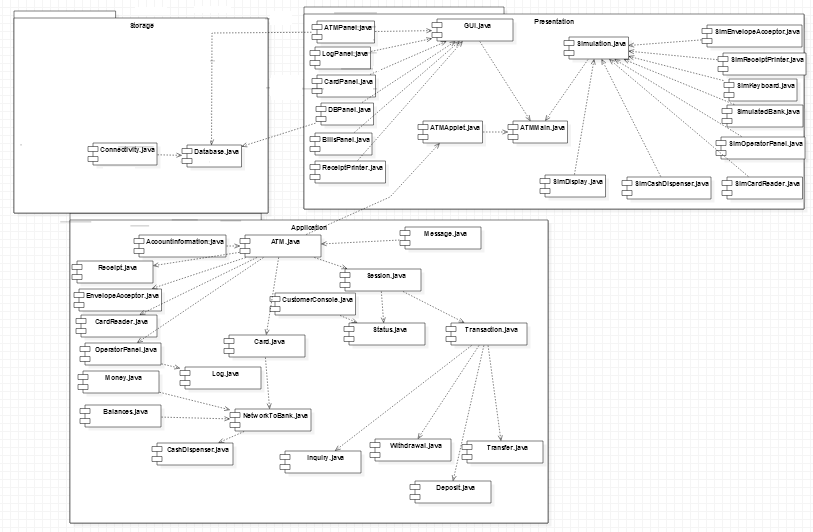 Storage
Connectivity.java
Database.java
Presentation
ATMPanel.java
LogPanel.java
CardPanel.java
DBPanel.java
BillsPanel.java
ReceiptPrinter.java
GUI.java
ATMApplet.java
ATMMain.java
Simulation.java
SimEnvelopeAcceptor.java
SimReceiptPrinter.java
SimKeyboard.java
SimulatedBank.java
SimOperatorPanel.java
SimCardReader.java
SimDisplay.java
SimCashDispenser.java
Application
AccountInformation.java
ATM.java
Message.java
Receipt.java
Session.java
EnvelopeAcceptor.java
CustomerConsole.java
CardReader.java
Status.java
Transaction.java
OperatorPanel.java
Card.java
Money.java
Log.java
Balances.java
NetworkToBank.java
CashDispenser.java
Inquiry.java
Withdrawal.java
Transfer.java
Deposit.java